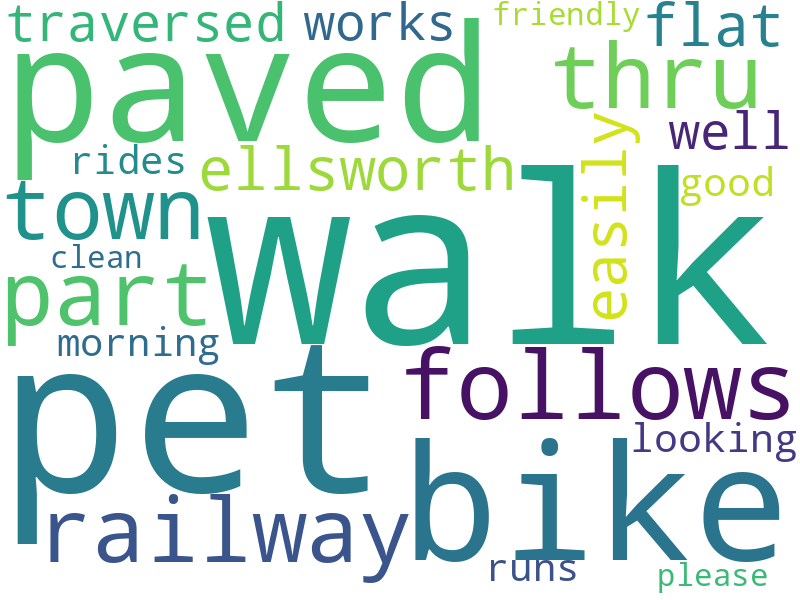 traversed works friendly flat
paved thru
well
rides ellsworth easily good
town walk
clean
part
morning
pet follows
looking
bike
railway
runs please